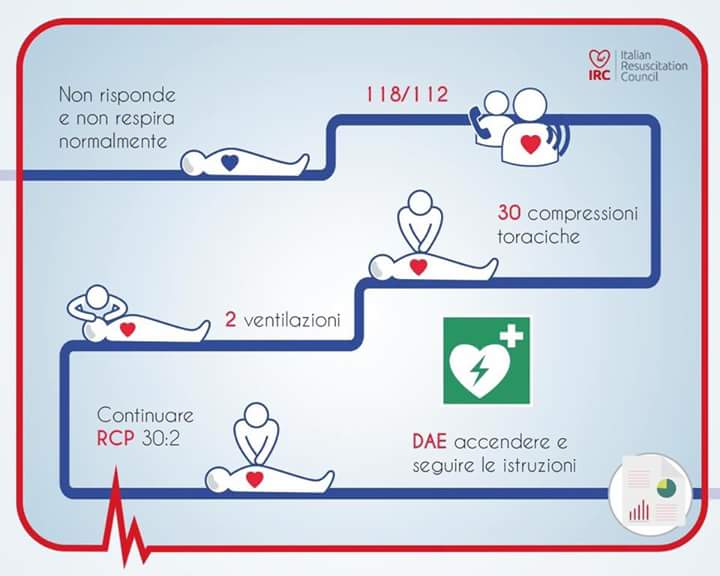 IRC
Italian
Resuscitation
Council
Non risponde
e non respira
normalmente
118/112
30 compressioni
toraciche
2 ventilazioni
Continuare
RCP 30:2
DAE accendere e
seguire le istruzioni